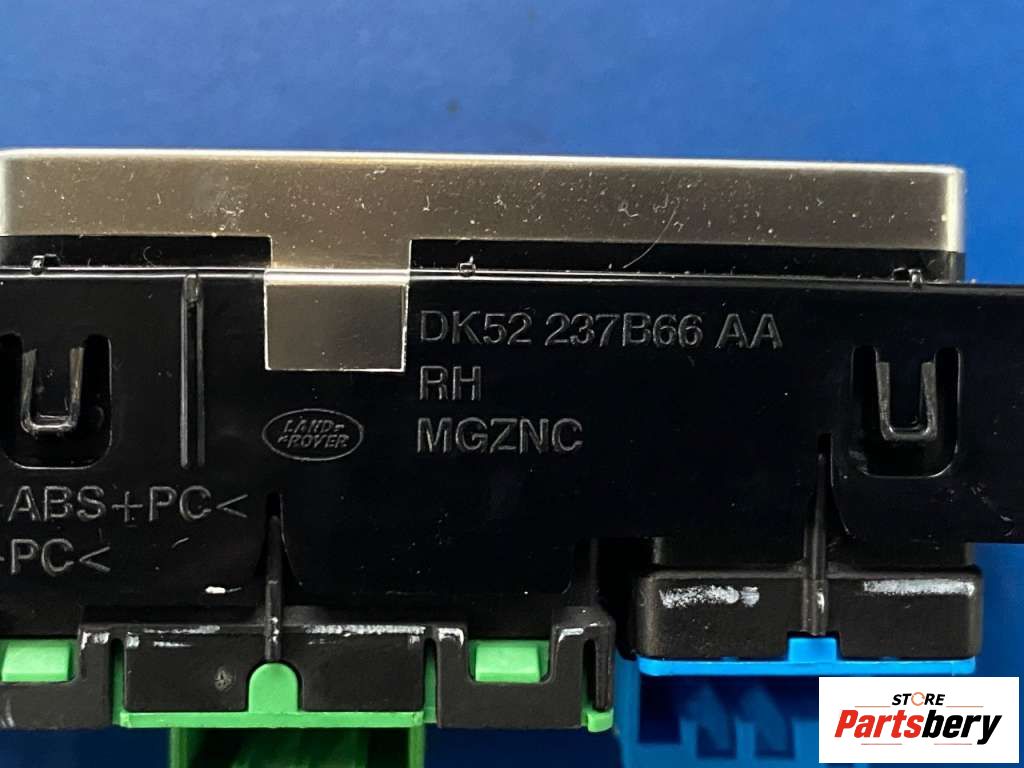 DK52 237B66 AA
RH
MGZNC
LAND-
ROVER
ABS+PC<
+PC<
STORE
Partsbery